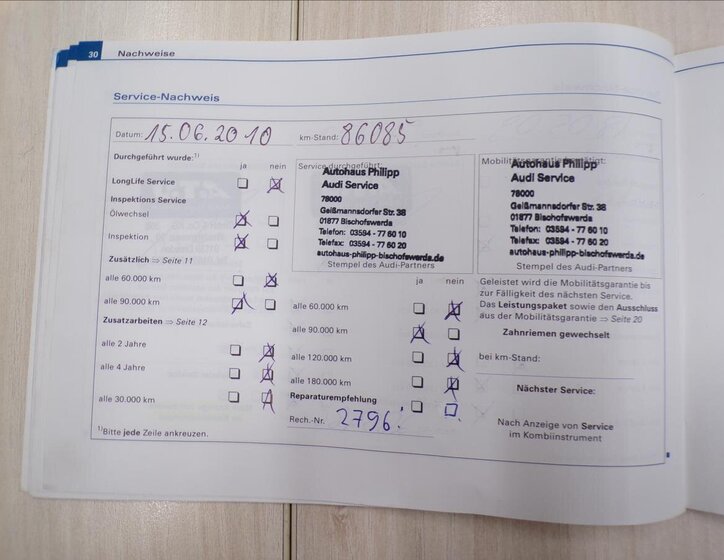 30 Nachweise
Service-Nachweis
Datum: 15.06.2010 km-Stand: 86085
Durchgeführt wurde:1)
ja nein
LongLife Service
Inspektions Service
Ölwechsel
Inspektion
Zusätzlich ⇒ Seite 11
alle 60.000 km
alle 90.000 km
Zusatzarbeiten ⇒ Seite 12
alle 2 Jahre
alle 4 Jahre
alle 30.000 km
1)Bitte jede Zeile ankreuzen.
Service durchgeführt:
Autohaus Philipp
Audi Service
78000
Geißmannsdorfer Str. 38
01877 Bischofswerda
Telefon: 03594 - 77 60 10
Telefax: 03594 - 77 60 20
autohaus-philipp-bischofswerda.de
Stempel des Audi-Partners
ja nein
alle 60.000 km
alle 90.000 km
alle 120.000 km
alle 180.000 km
Reparaturempfehlung
Rech.-Nr. 2796
Autohaus Philipp
Audi Service
78000
Geißmannsdorfer Str. 38
01877 Bischofswerda
Telefon: 03594 - 77 60 10
Telefax: 03594 - 77 60 20
autohaus-philipp-bischofswerda.de
Stempel des Audi-Partners
Geleistet wird die Mobilitätsgarantie bis
zur Fälligkeit des nächsten Service.
Das Leistungspaket sowie den Ausschluss
aus der Mobilitätsgarantie ⇒ Seite 20
Zahnriemen gewechselt
bei km-Stand:
Nächster Service:
Nach Anzeige von Service
im Kombiinstrument